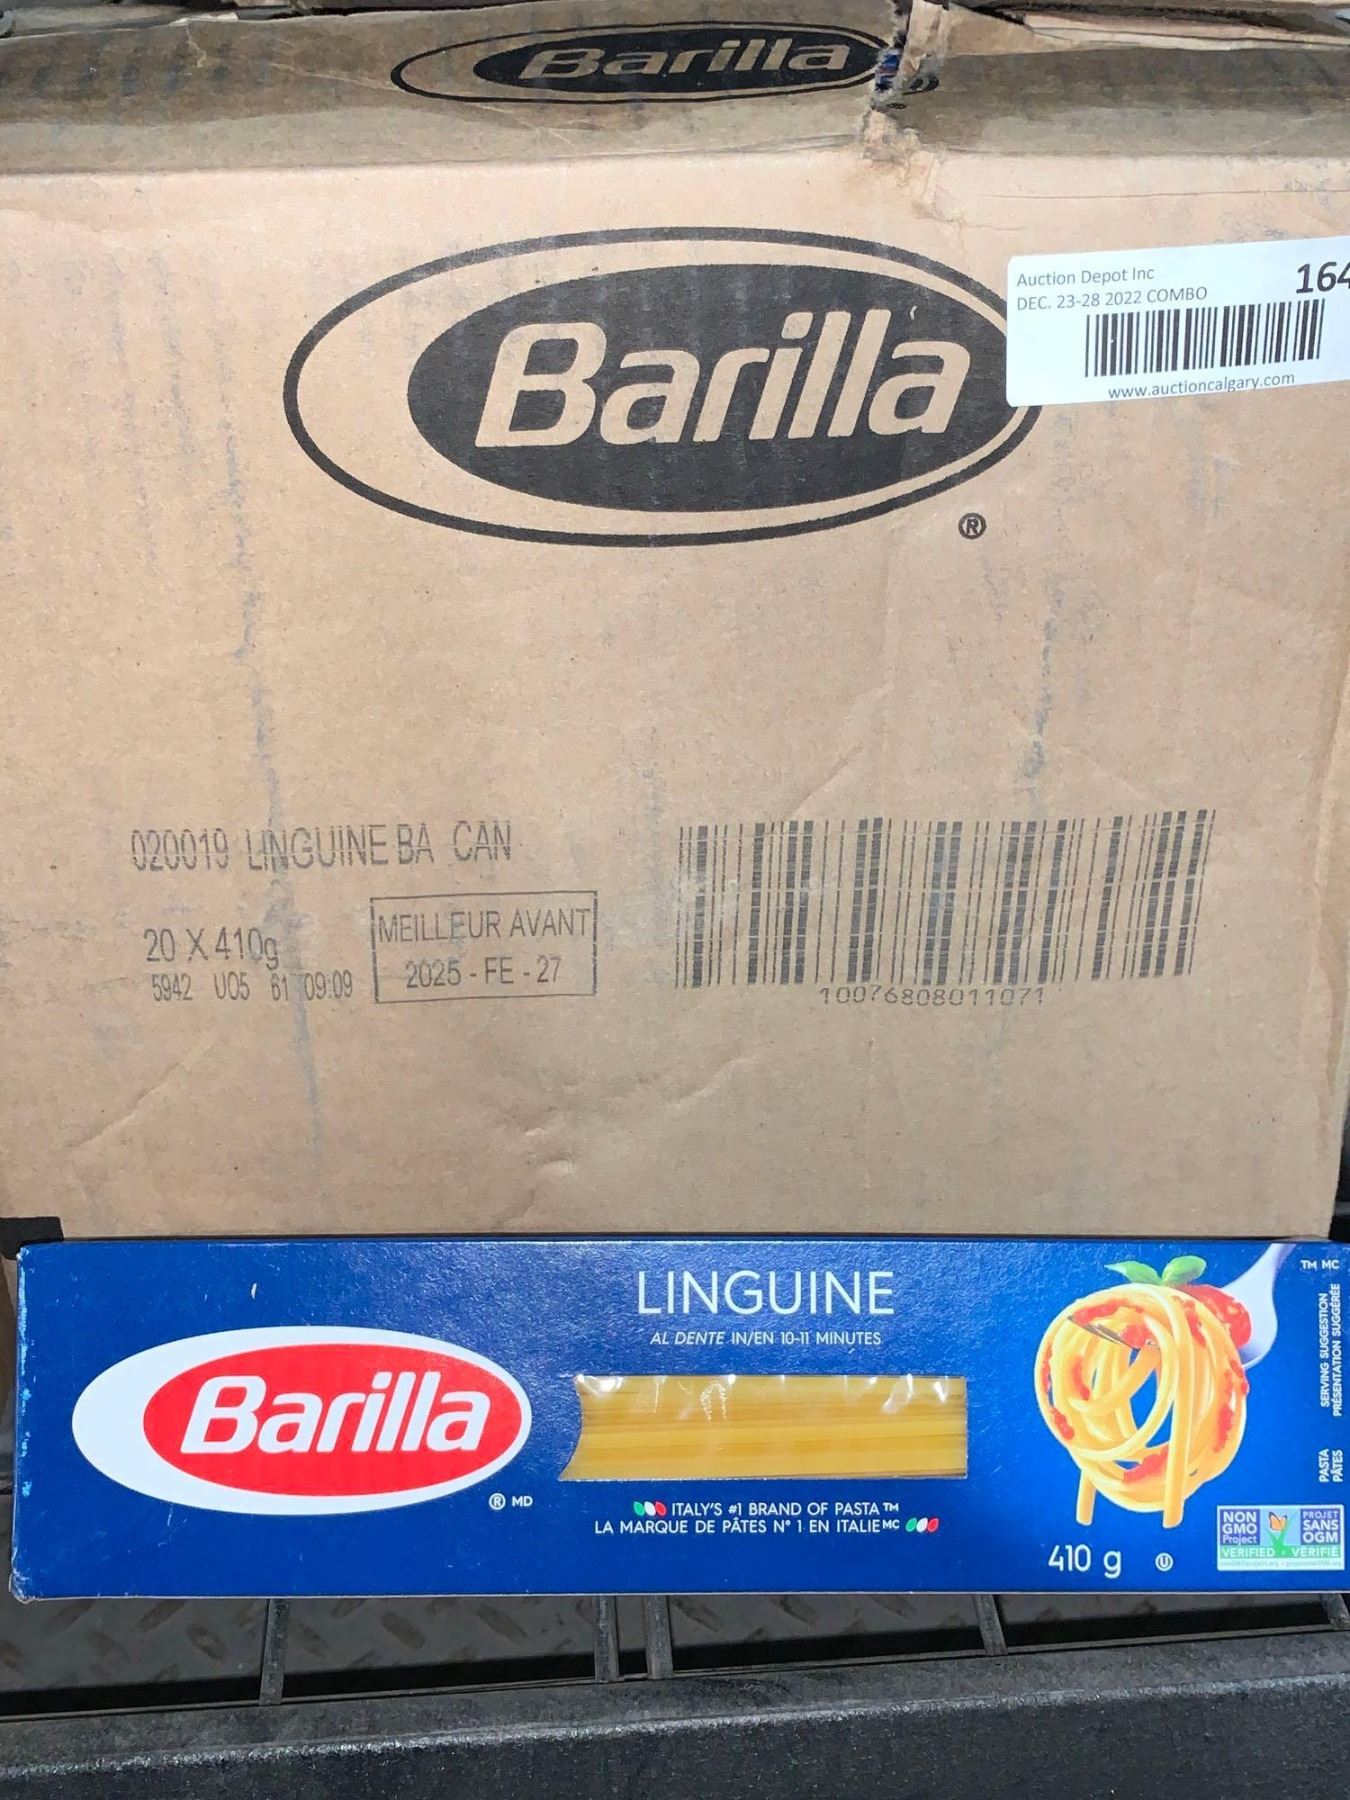 Barilla
Auction Depot Inc
DEC. 23-28 2022 COMBO
164
www.auctioncalgary.com
Barilla
®
020019 LINGUINE BA CAN
20 X 410g
5942 U05 61 09:09
MEILLEUR AVANT
2025 - FE - 27
10076808011071
LINGUINE
AL DENTE IN/EN 10-11 MINUTES
Barilla
® MD
ITALY'S #1 BRAND OF PASTA TM
LA MARQUE DE PÂTES N° 1 EN ITALIE MC
410 g
TM MC
SERVING SUGGESTION
PRÉSENTATION SUGGÉRÉE
PASTA
PÂTES
NON
GMO
Project
PROJET
SANS
OGM
VERIFIED • VÉRIFIÉ